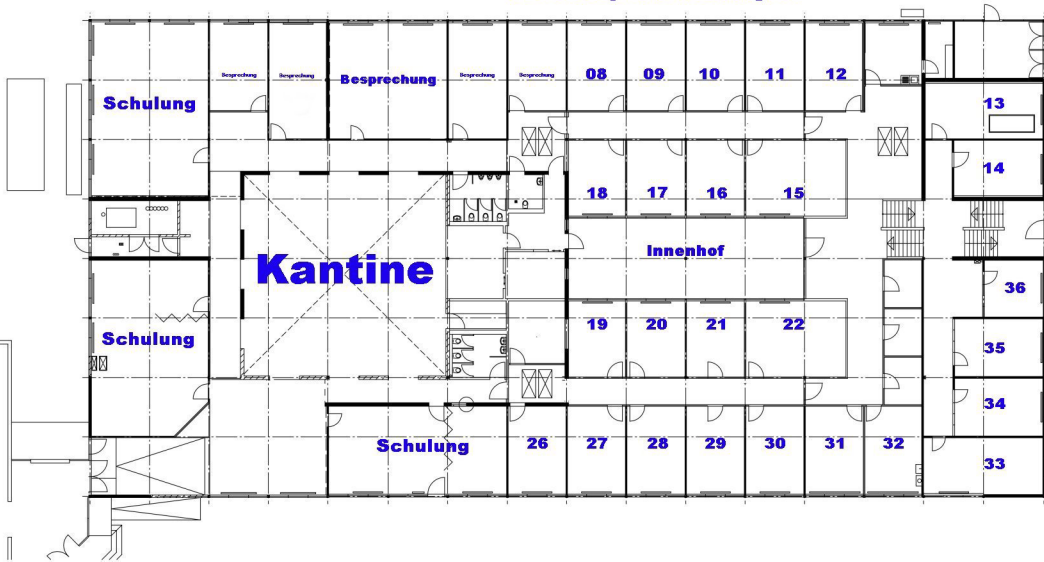 Besprechung
Besprechung
Besprechung
Besprechung
Besprechung
08
09
10
11
12
Schulung
13
14
18
17
16
15
Innenhof
Kantine
36
19
20
21
22
Schulung
35
34
Schulung
26
27
28
29
30
31
32
33